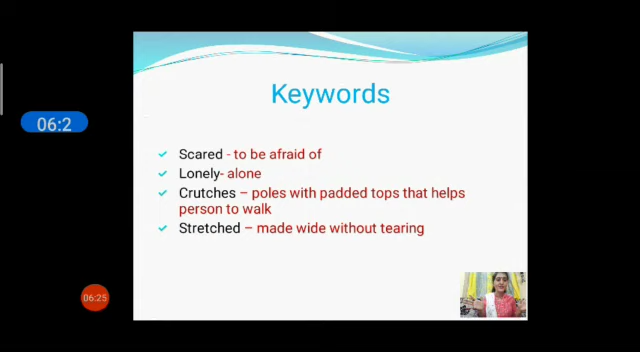 Keywords
06:2
Scared - to be afraid of
Lonely- alone
Crutches – poles with padded tops that helps
person to walk
Stretched – made wide without tearing
06:25